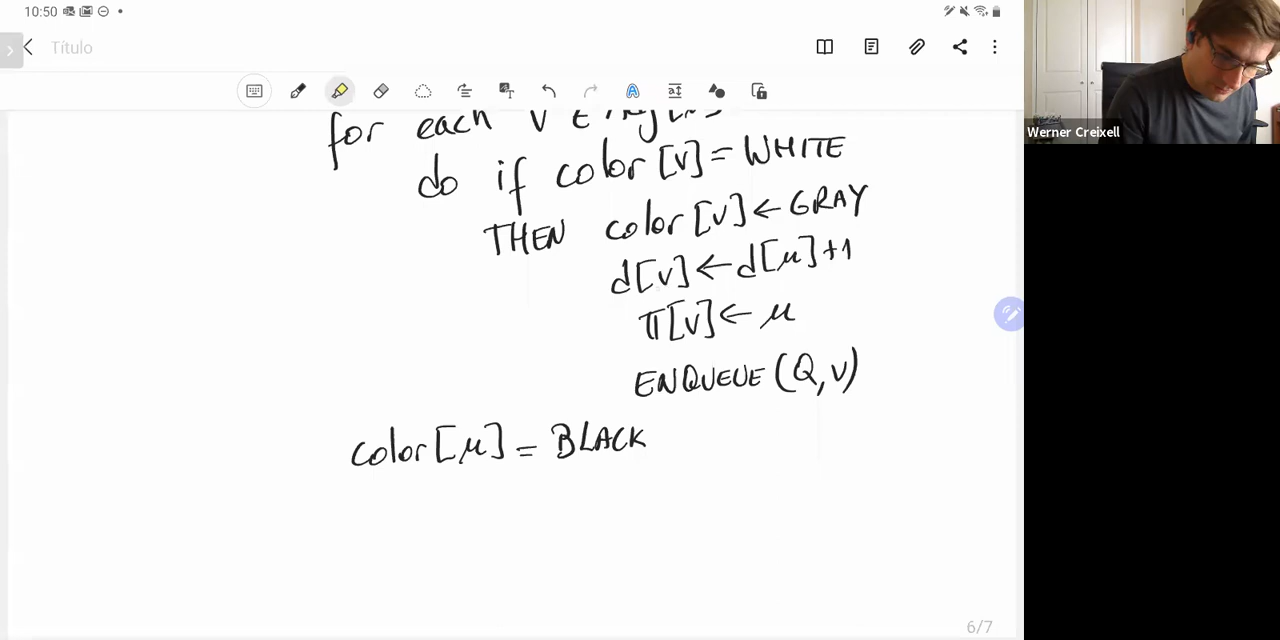 10:50
Título
for each v ∈
do if color [v] = WHITE
THEN color [v] ← GRAY
d[v] ← d[μ] + 1
π[v] ← μ
ENQUEUE (Q, v)
color [μ] = BLACK
6/7
Werner Creixell